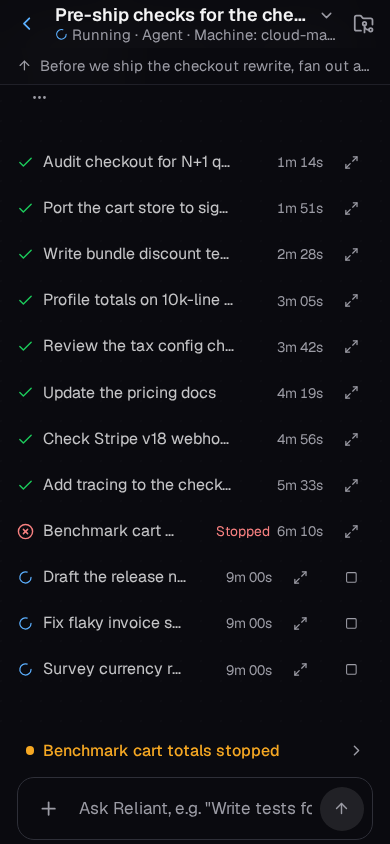 Pre-ship checks for the che...
Running · Agent · Machine: cloud-ma...
Before we ship the checkout rewrite, fan out a...
...
Audit checkout for N+1 q... 1m 14s
Port the cart store to sig... 1m 51s
Write bundle discount te... 2m 28s
Profile totals on 10k-line ... 3m 05s
Review the tax config ch... 3m 42s
Update the pricing docs 4m 19s
Check Stripe v18 webho... 4m 56s
Add tracing to the check... 5m 33s
Benchmark cart ... Stopped 6m 10s
Draft the release n... 9m 00s
Fix flaky invoice s... 9m 00s
Survey currency r... 9m 00s
Benchmark cart totals stopped
Ask Reliant, e.g. "Write tests fo